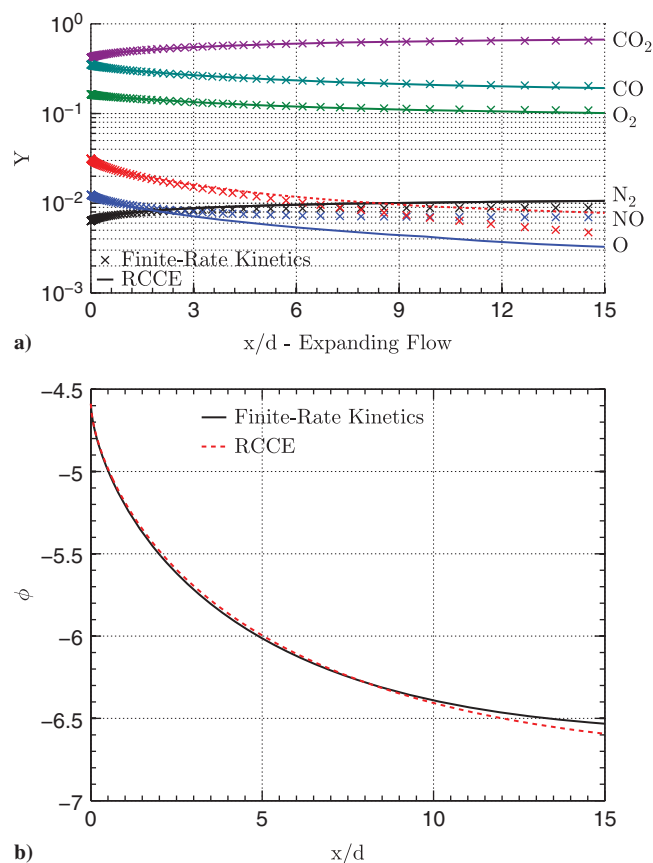 10⁰
10⁻¹
10⁻²
10⁻³
Y
CO₂
CO
O₂
N₂
NO
O
× Finite-Rate Kinetics
RCCE
0 3 6 9 12 15
a) x/d - Expanding Flow
-4.5
-5
-5.5
-6
-6.5
-7
ϕ
Finite-Rate Kinetics
RCCE
0 5 10 15
b) x/d